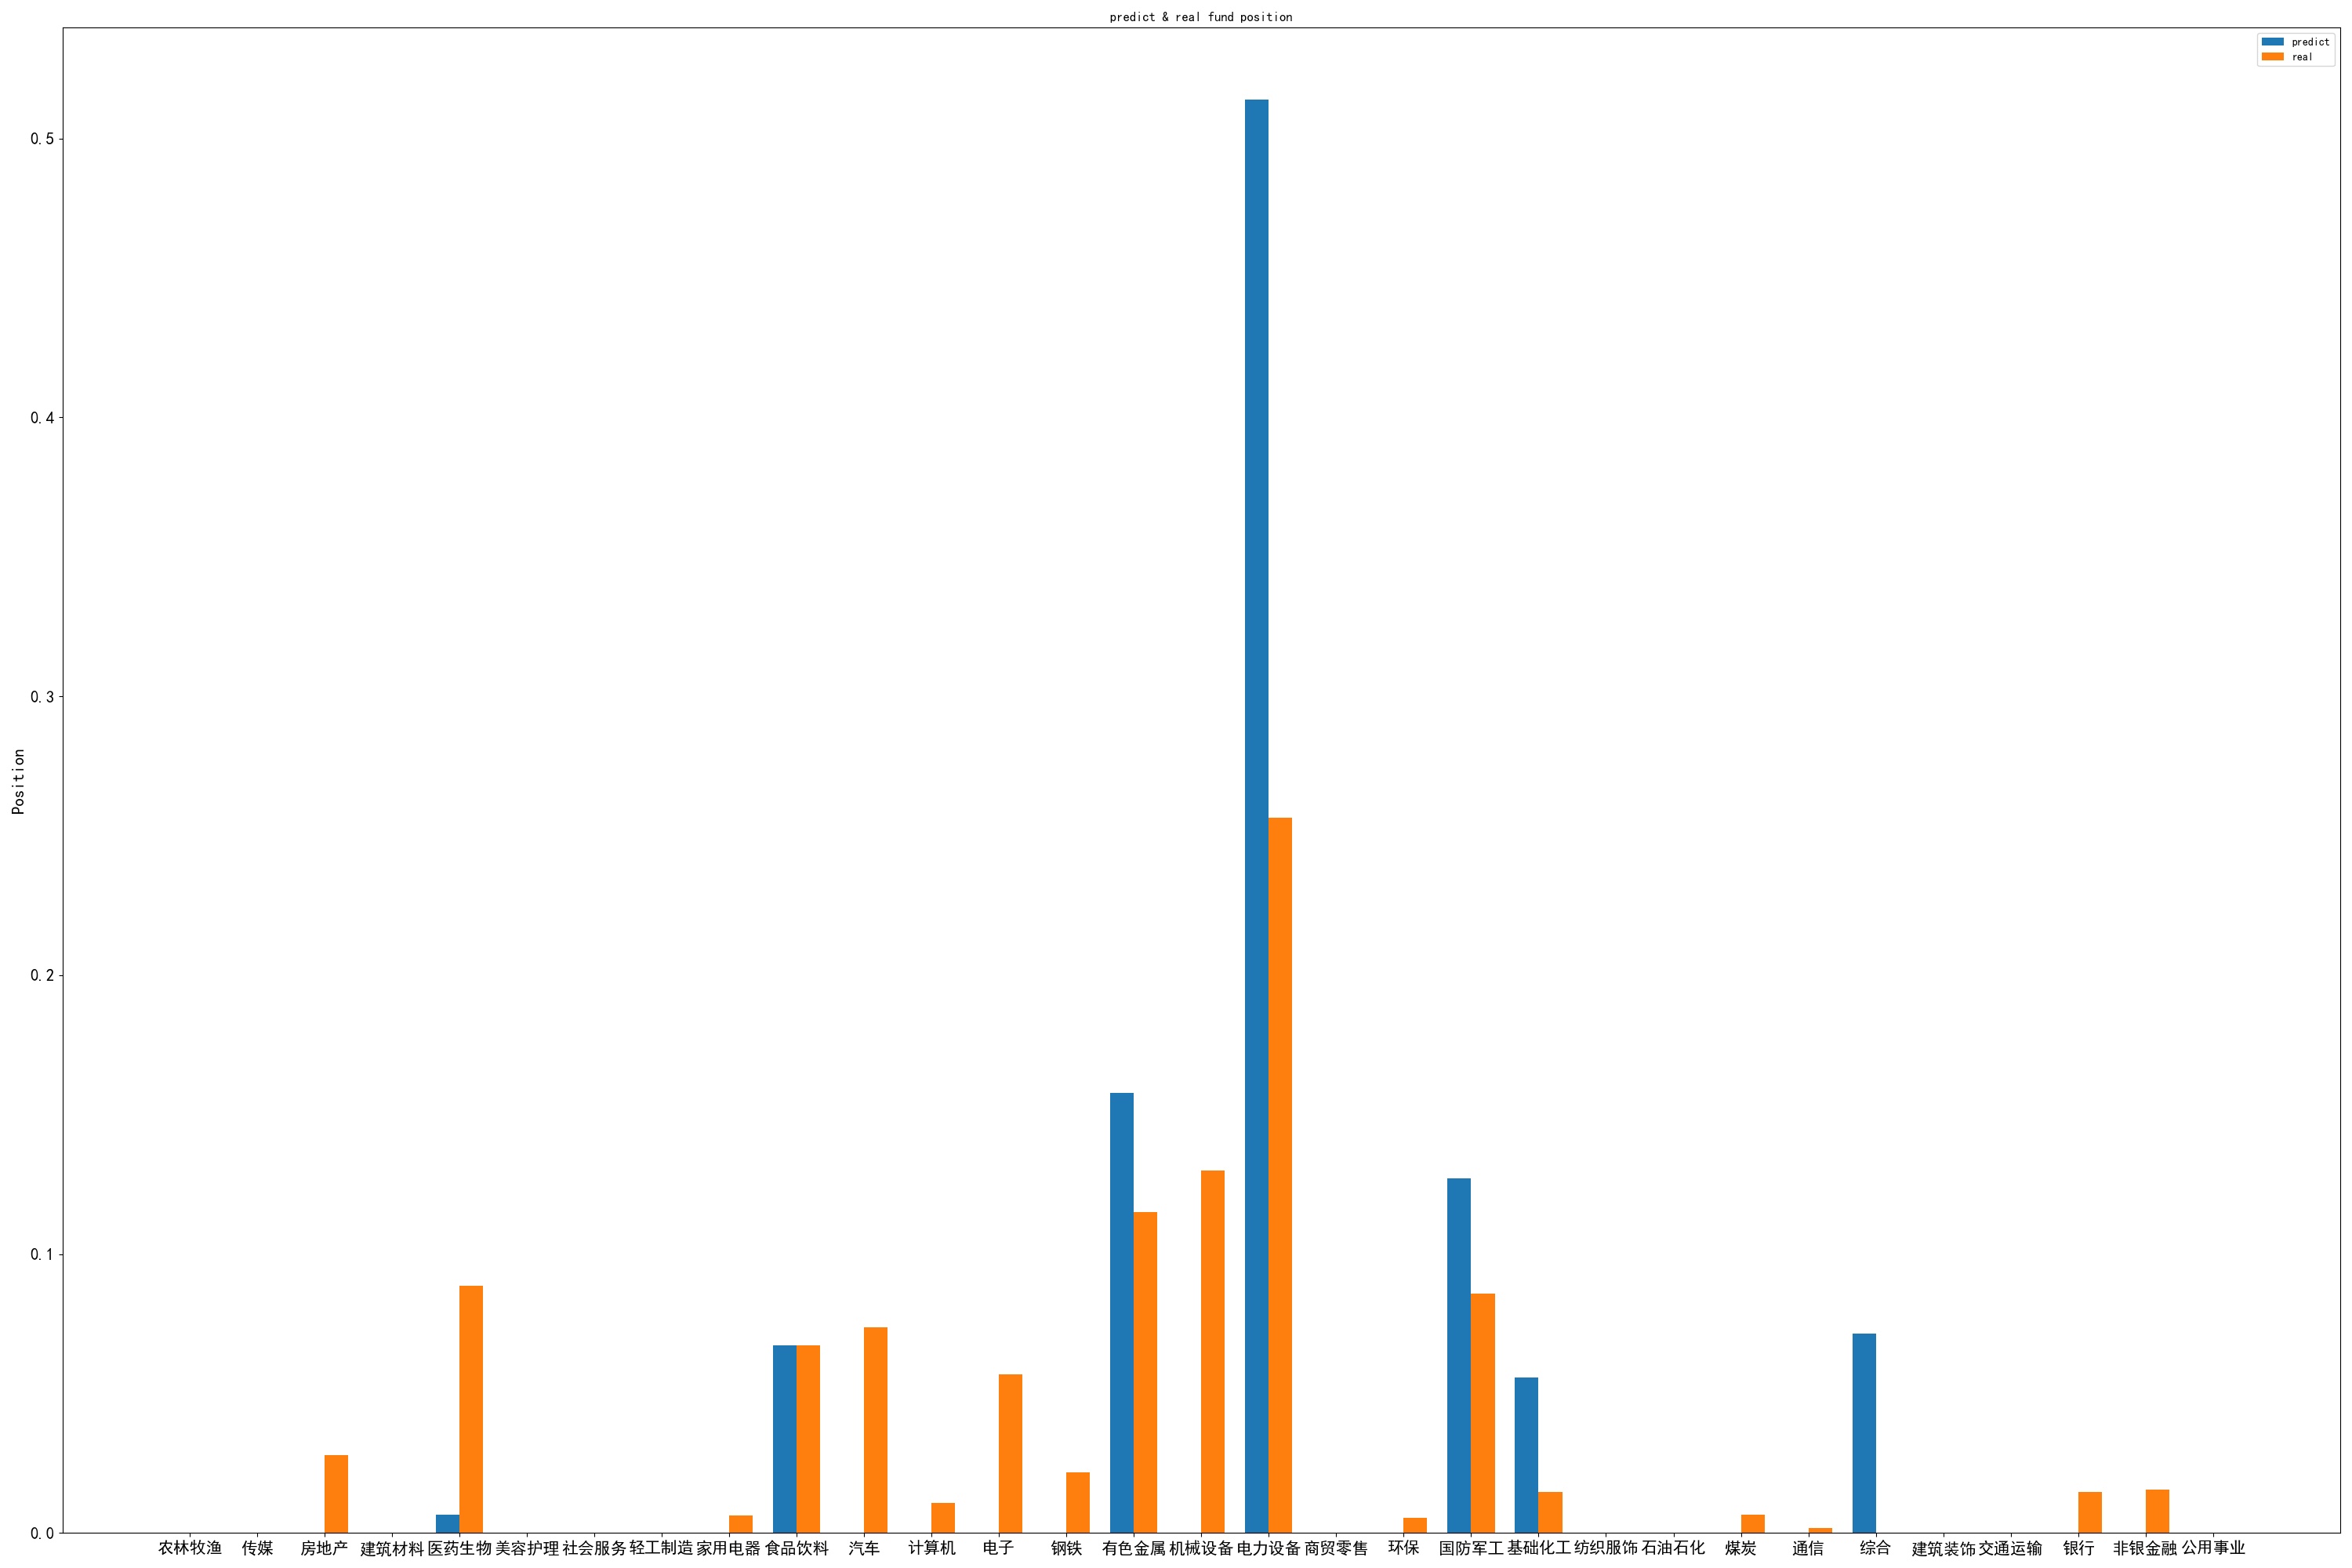 predict & real fund position
predict
real
Position
0.5
0.4
0.3
0.2
0.1
0.0
农林牧渔 传媒 房地产 建筑材料 医药生物 美容护理 社会服务 轻工制造 家用电器 食品饮料 汽车 计算机 电子 钢铁 有色金属 机械设备 电力设备 商贸零售 环保 国防军工 基础化工 纺织服饰 石油石化 煤炭 通信 综合 建筑装饰 交通运输 银行 非银金融 公用事业